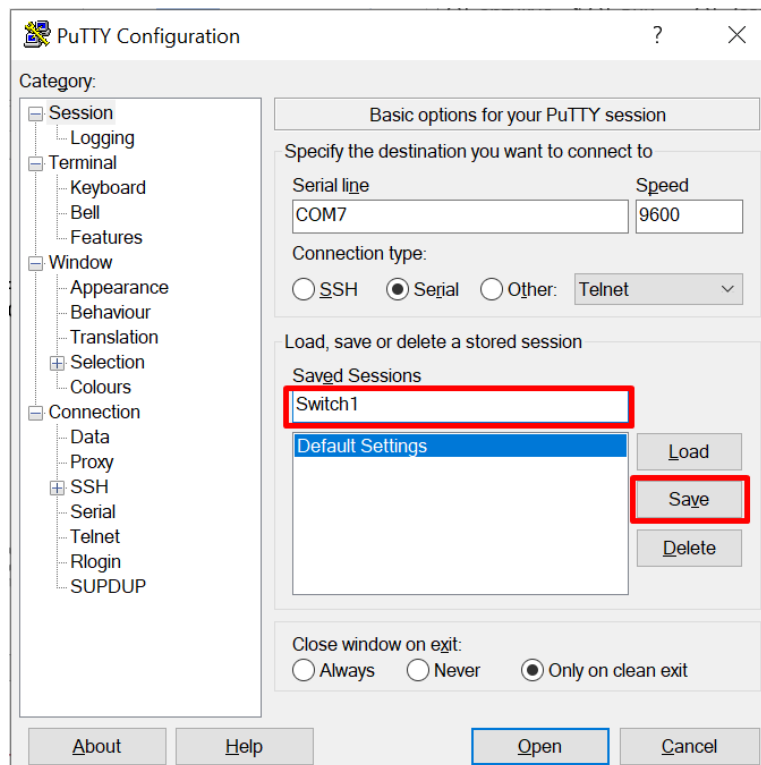 PuTTY Configuration
?
Category:
Session
Logging
Terminal
Keyboard
Bell
Features
Window
Appearance
Behaviour
Translation
Selection
Colours
Connection
Data
Proxy
SSH
Serial
Telnet
Rlogin
SUPDUP
Basic options for your PuTTY session
Specify the destination you want to connect to
Serial line Speed
COM7 9600
Connection type:
SSH Serial Other: Telnet
Load, save or delete a stored session
Saved Sessions
Switch1
Default Settings
Load
Save
Delete
Close window on exit:
Always Never Only on clean exit
About Help Open Cancel